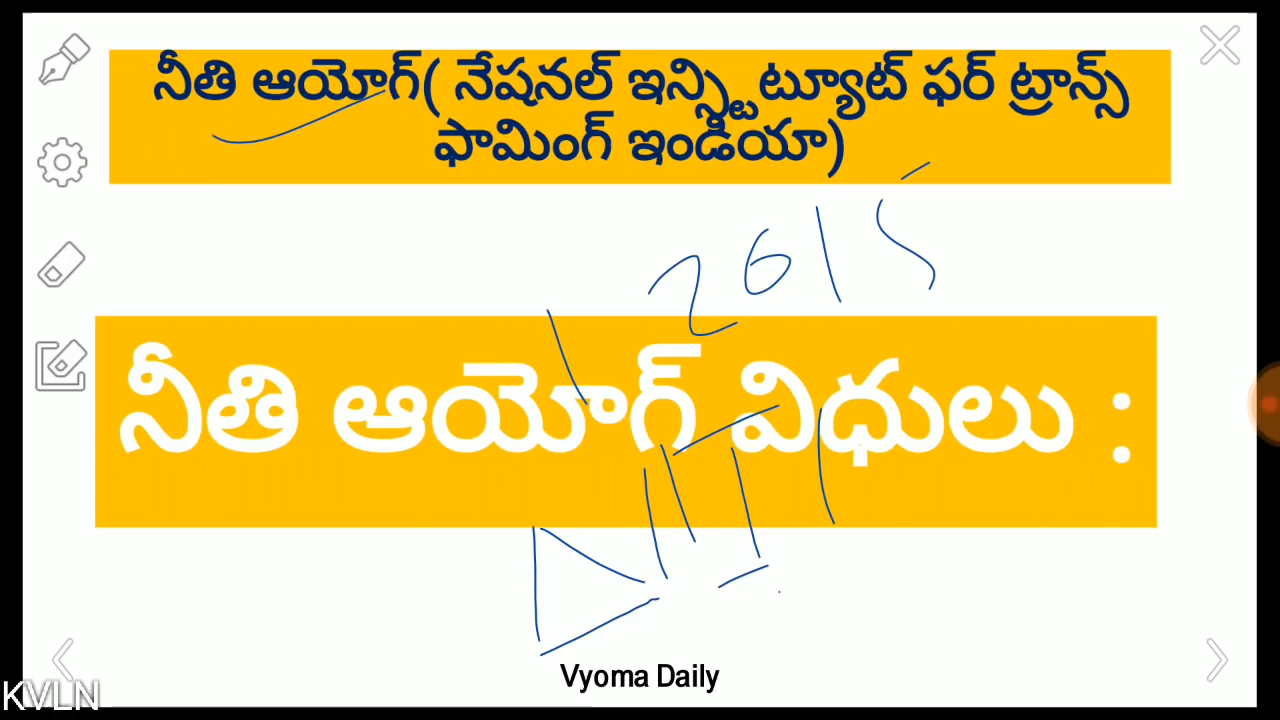 నీతి ఆయోగ్( నేషనల్ ఇన్స్టిట్యూట్ ఫర్ ట్రాన్స్
ఫామింగ్ ఇండియా)
2015
నీతి ఆయోగ్ విధులు :
Vyoma Daily
KVLN